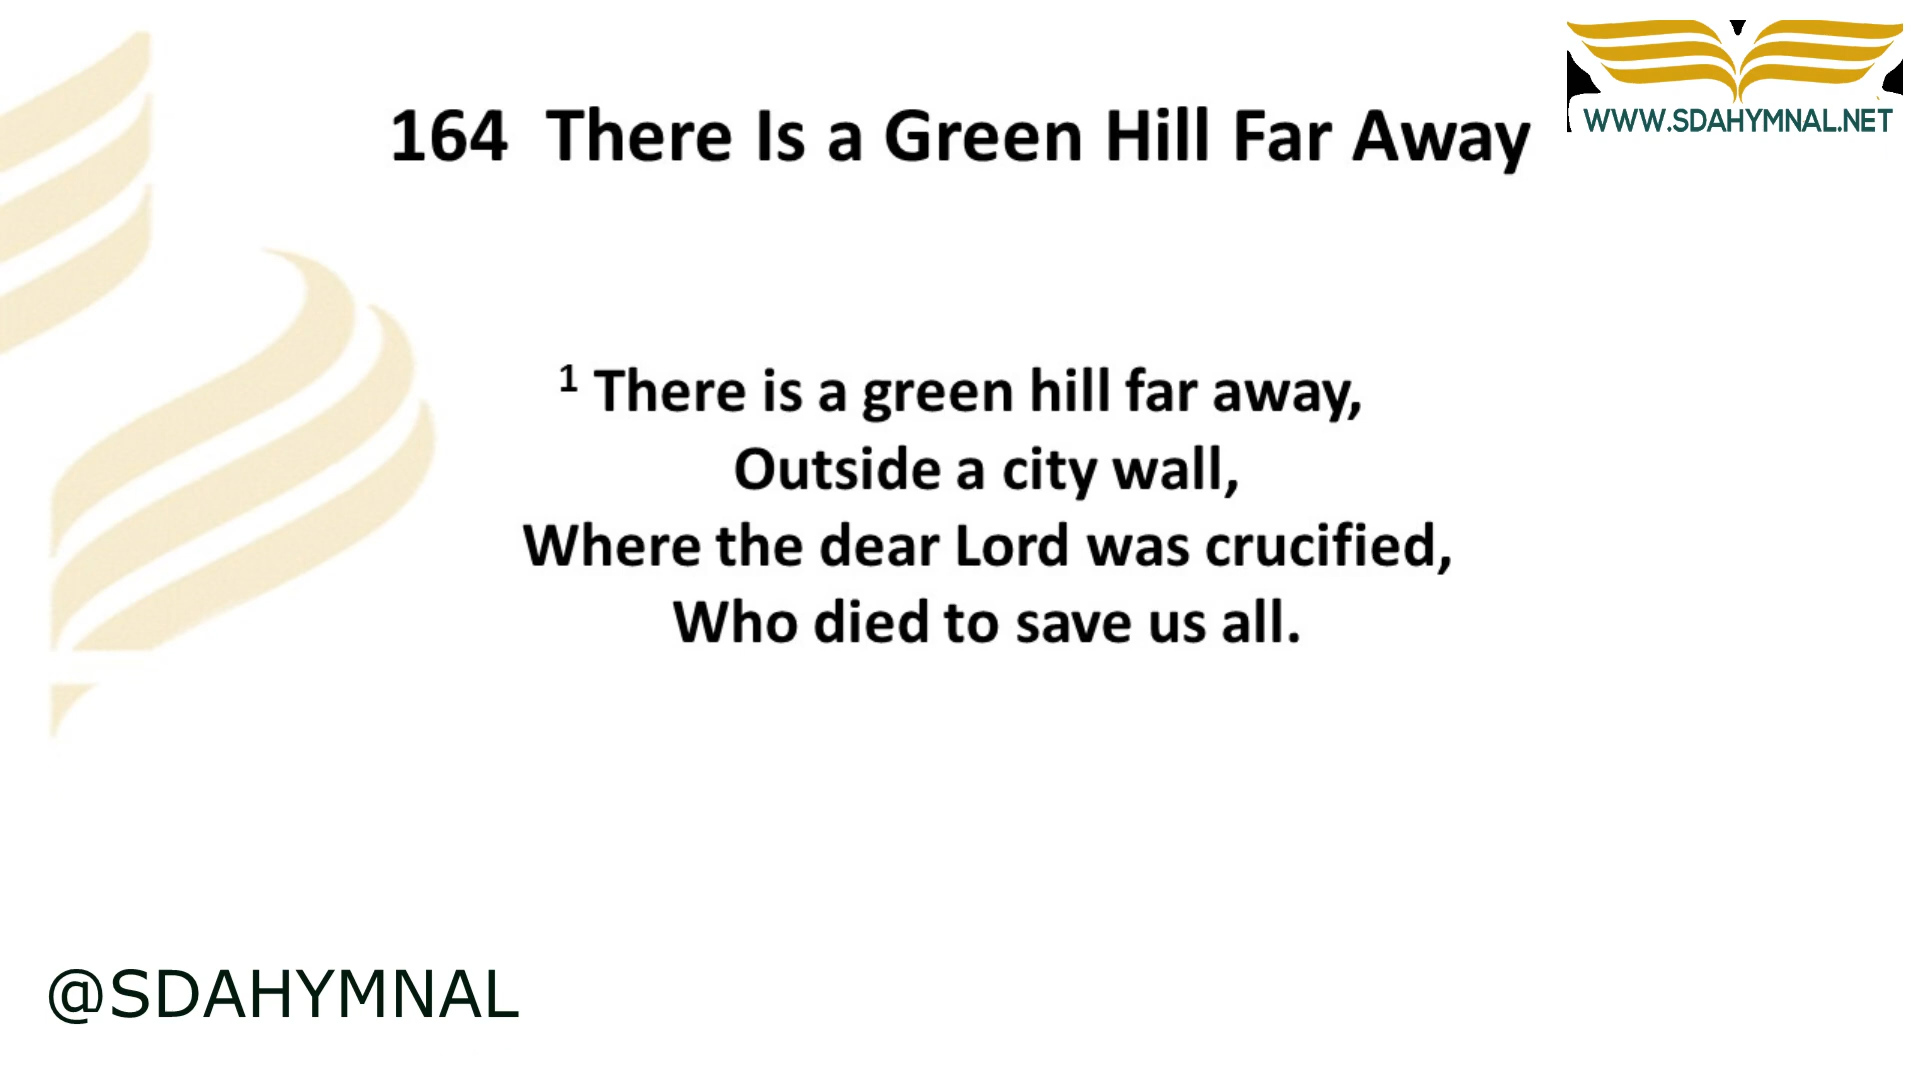 WWW.SDAHYMNAL.NET
164  There Is a Green Hill Far Away
1 There is a green hill far away,
Outside a city wall,
Where the dear Lord was crucified,
Who died to save us all.
@SDAHYMNAL